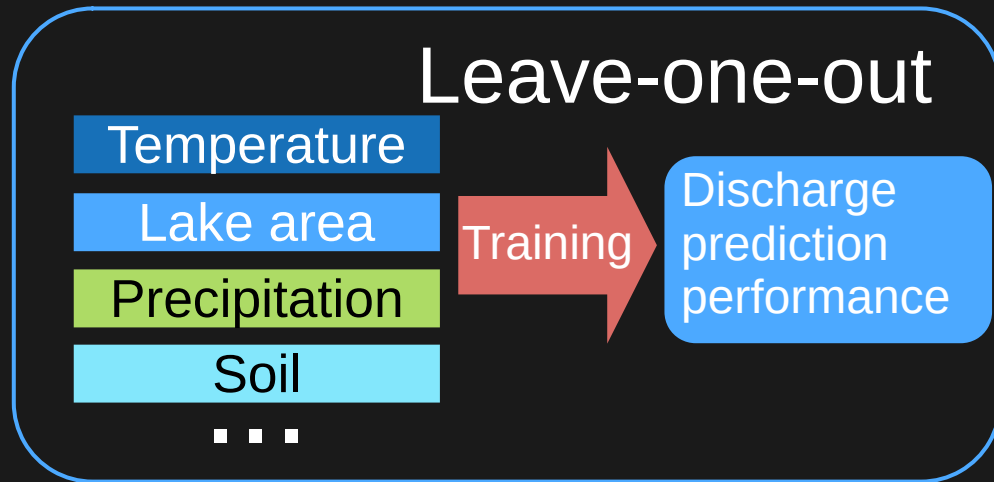 Leave-one-out
Temperature
Lake area
Precipitation
Soil
...
Training
Discharge
prediction
performance